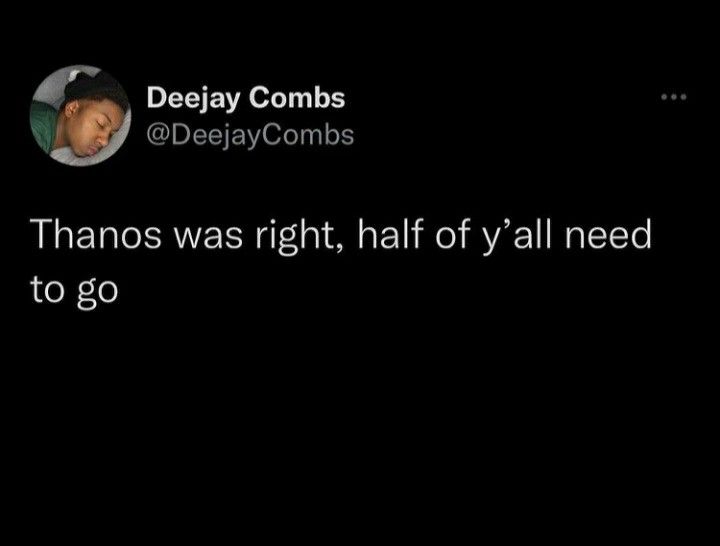 Deejay Combs
@DeejayCombs
Thanos was right, half of y’all need
to go